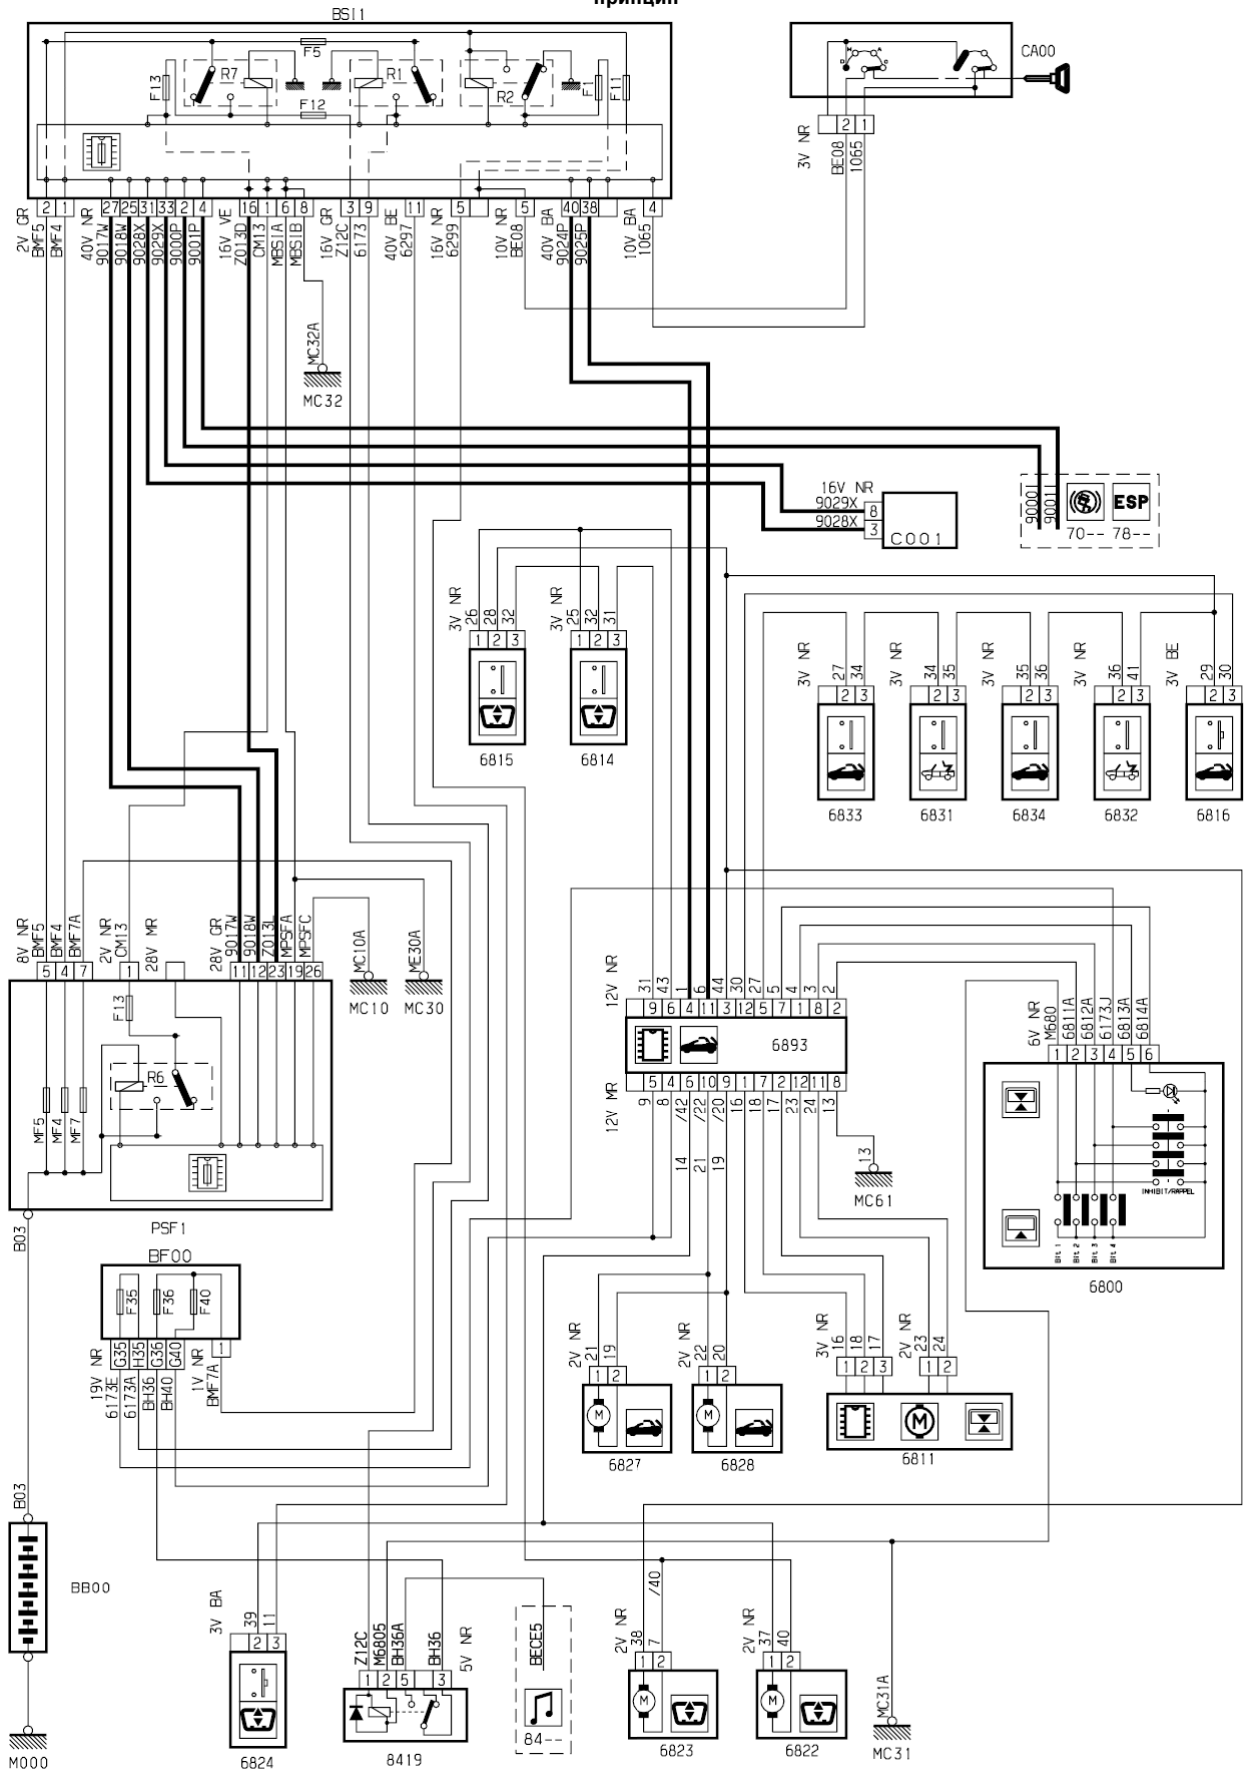 принцип
BSI1
CA00
F5
F13
R7
R1
R2
F1
F11
F12
3V NR
2
1
BE08
1065
2 1
27 25 31 33 2 4
16 1 6 8
3 9
11
5
5
40 38
4
2V GR
BMF5
BMF4
40V NR
9017W
9018W
9028X
9029X
9000P
9001P
16V VE
Z013D
CM13
MBSIA
MBSIB
16V GR
Z12C
6173
40V BE
6297
16V NR
6299
10V NR
BE08
40V BA
9024P
9025P
10V BA
1065
MC32A
MC32
16V NR
9029X
8
9028X
3
C001
9000I
9001I
ESP
70-- 78--
3V NR
26
28
32
1 2 3
6815
3V NR
25
32
31
1 2 3
6814
3V NR
27
34
2 3
6833
3V NR
34
35
2 3
6831
3V NR
35
36
2 3
6834
3V NR
36
41
2 3
6832
3V BE
29
30
2 3
6816
8V NR
BMF5
BMF4
BMF7A
5 4 7
2V NR
CM13
1
28V MR
28V GR
9017W
9018W
Z013L
MPSFA
MPSFC
11 12 23 19 26
MC10A
MC10
ME30A
MC30
F13
R6
MF5
MF4
MF7
PSF1
B03
12V NR
31
43
1
6
44
30
27
5
4
3
2
9 6 4 11 3 12 5 7 1 8 2
6893
5 4 6 10 9 1 7 2 12 11 8
12V MR
9
8
/42
/22
/20
16
18
17
23
24
13
14
21
19
13
MC61
6V NR
M680
6811A
6812A
6173J
6813A
6814A
1 2 3 4 5 6
INHIBIT/RAPPEL
Bit 1
Bit 2
Bit 3
Bit 4
6800
BF00
F35
F36
F40
G35
H35
G36
G40
1
19V NR
6173E
6173A
BH36
BH40
1V NR
BMF7A
2V NR
21
19
1 2
M
6827
2V NR
22
20
1 2
M
6828
3V NR
16
18
17
1 2 3
2V NR
23
24
1 2
M
6811
B03
BB00
M000
3V BA
39
11
2 3
6824
Z12C
M6805
BH36A
BH36
5V NR
1 2 5 3
8419
BECE5
84--
2V NR
38
7
/40
1 2
M
6823
2V NR
37
40
1 2
M
6822
MC31A
MC31